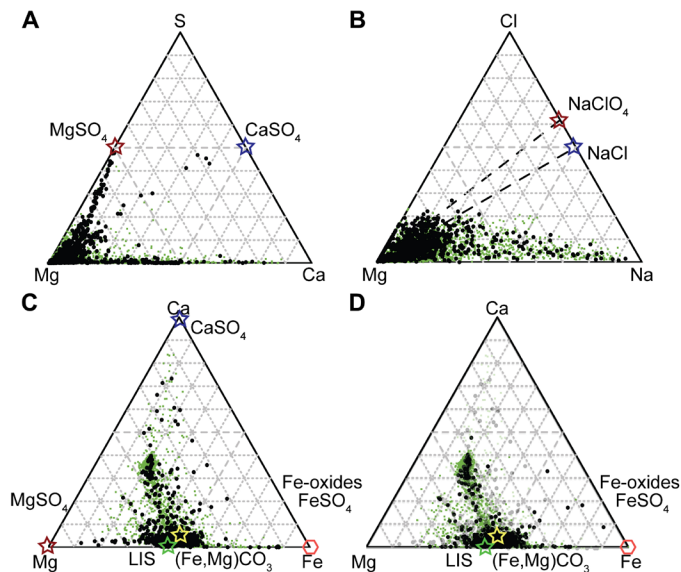 A
S
MgSO₄
CaSO₄
Mg
Ca
B
Cl
NaClO₄
NaCl
Mg
Na
C
Ca
CaSO₄
MgSO₄
Fe-oxides
FeSO₄
Mg
LIS
(Fe,Mg)CO₃
Fe
D
Ca
Fe-oxides
FeSO₄
Mg
LIS
(Fe,Mg)CO₃
Fe